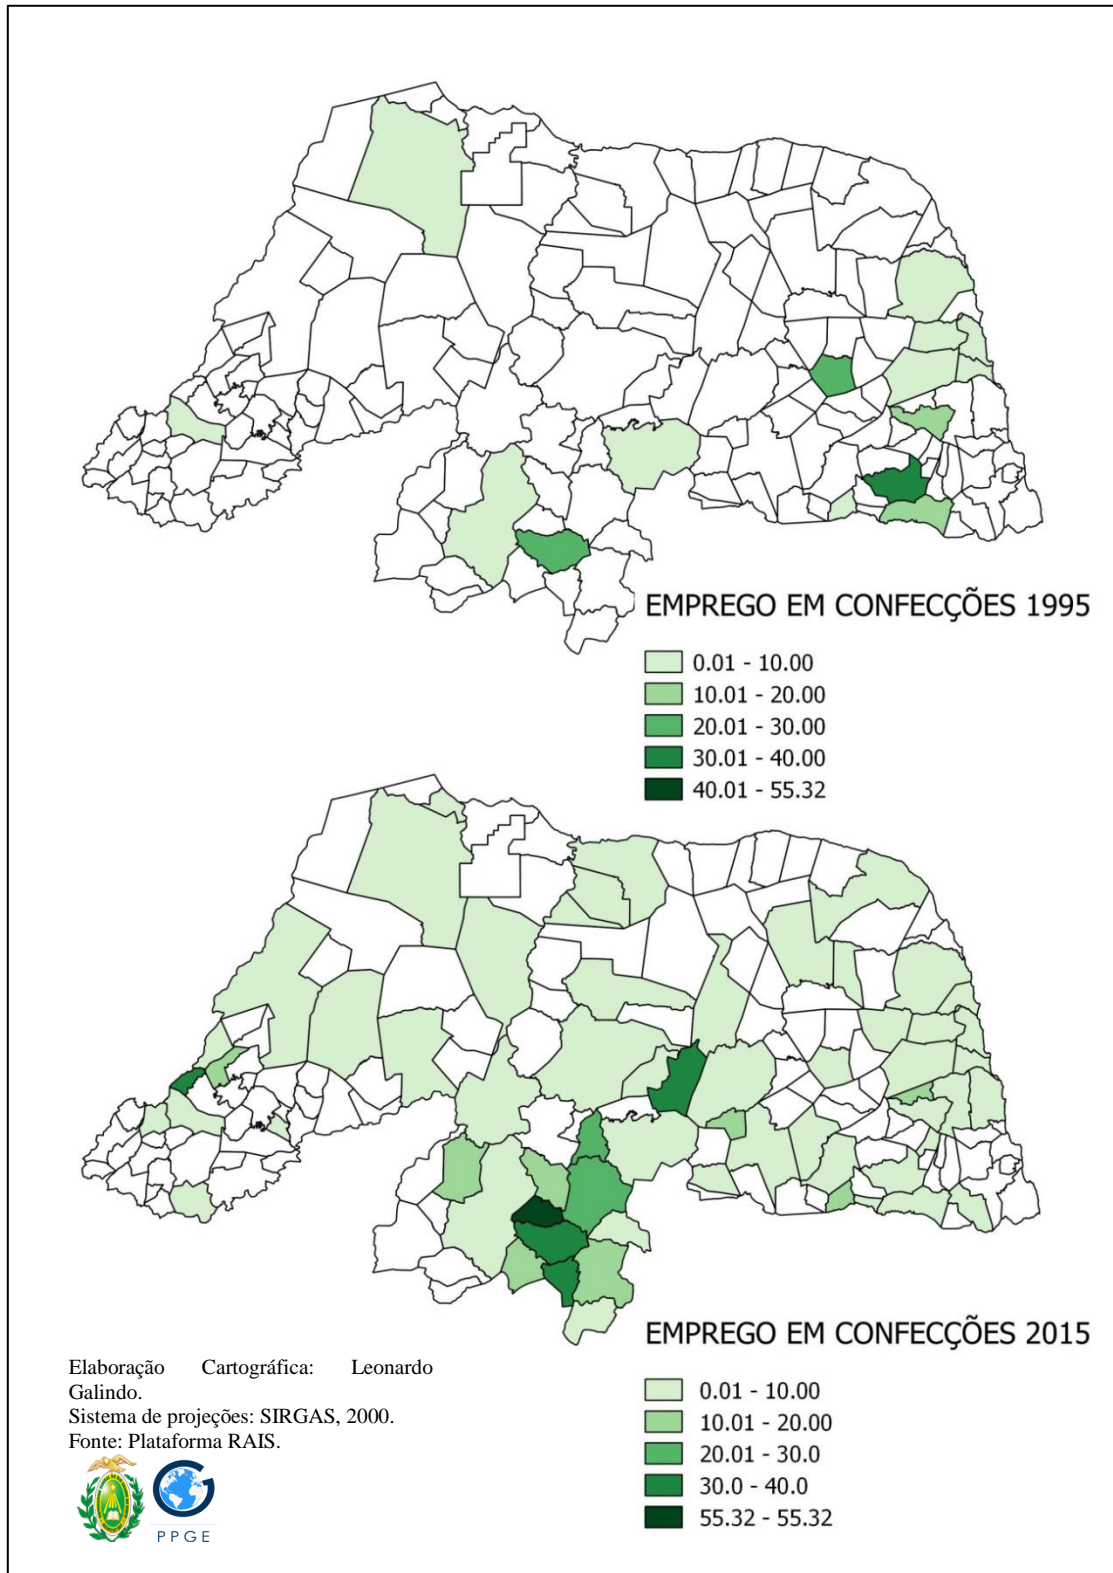 EMPREGO EM CONFECÇÕES 1995
0.01 - 10.00
10.01 - 20.00
20.01 - 30.00
30.01 - 40.00
40.01 - 55.32
EMPREGO EM CONFECÇÕES 2015
0.01 - 10.00
10.01 - 20.00
20.01 - 30.0
30.0 - 40.0
55.32 - 55.32
Elaboração Cartográfica: Leonardo
Galindo.
Sistema de projeções: SIRGAS, 2000.
Fonte: Plataforma RAIS.
PPGE